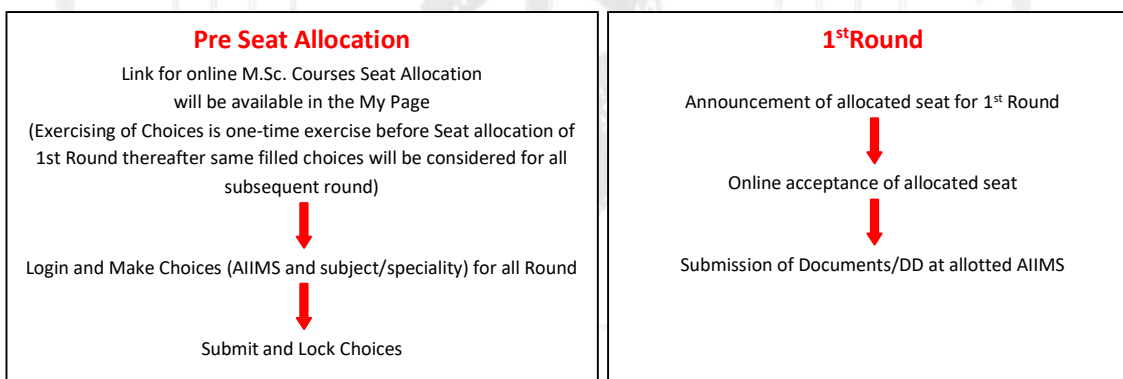 Pre Seat Allocation
Link for online M.Sc. Courses Seat Allocation
will be available in the My Page
(Exercising of Choices is one-time exercise before Seat allocation of
1st Round thereafter same filled choices will be considered for all
subsequent round)
Login and Make Choices (AIIMS and subject/speciality) for all Round
Submit and Lock Choices
1stRound
Announcement of allocated seat for 1st Round
Online acceptance of allocated seat
Submission of Documents/DD at allotted AIIMS